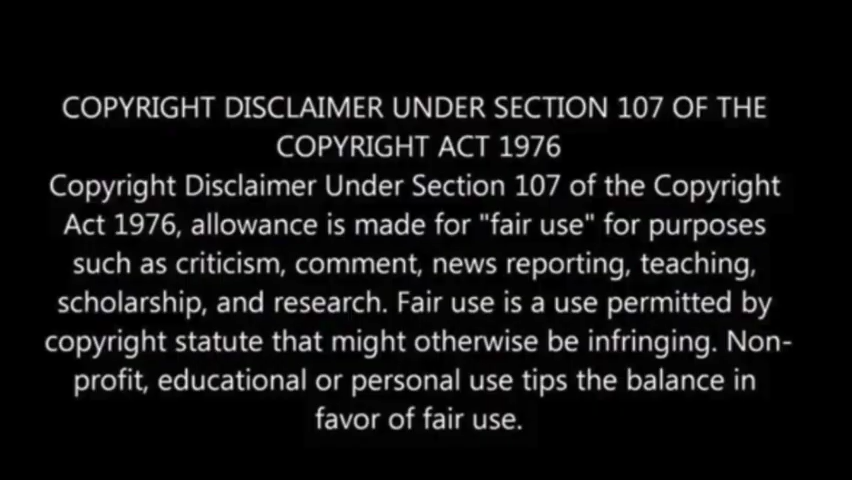 COPYRIGHT DISCLAIMER UNDER SECTION 107 OF THE
COPYRIGHT ACT 1976
Copyright Disclaimer Under Section 107 of the Copyright
Act 1976, allowance is made for "fair use" for purposes
such as criticism, comment, news reporting, teaching,
scholarship, and research. Fair use is a use permitted by
copyright statute that might otherwise be infringing. Non-
profit, educational or personal use tips the balance in
favor of fair use.